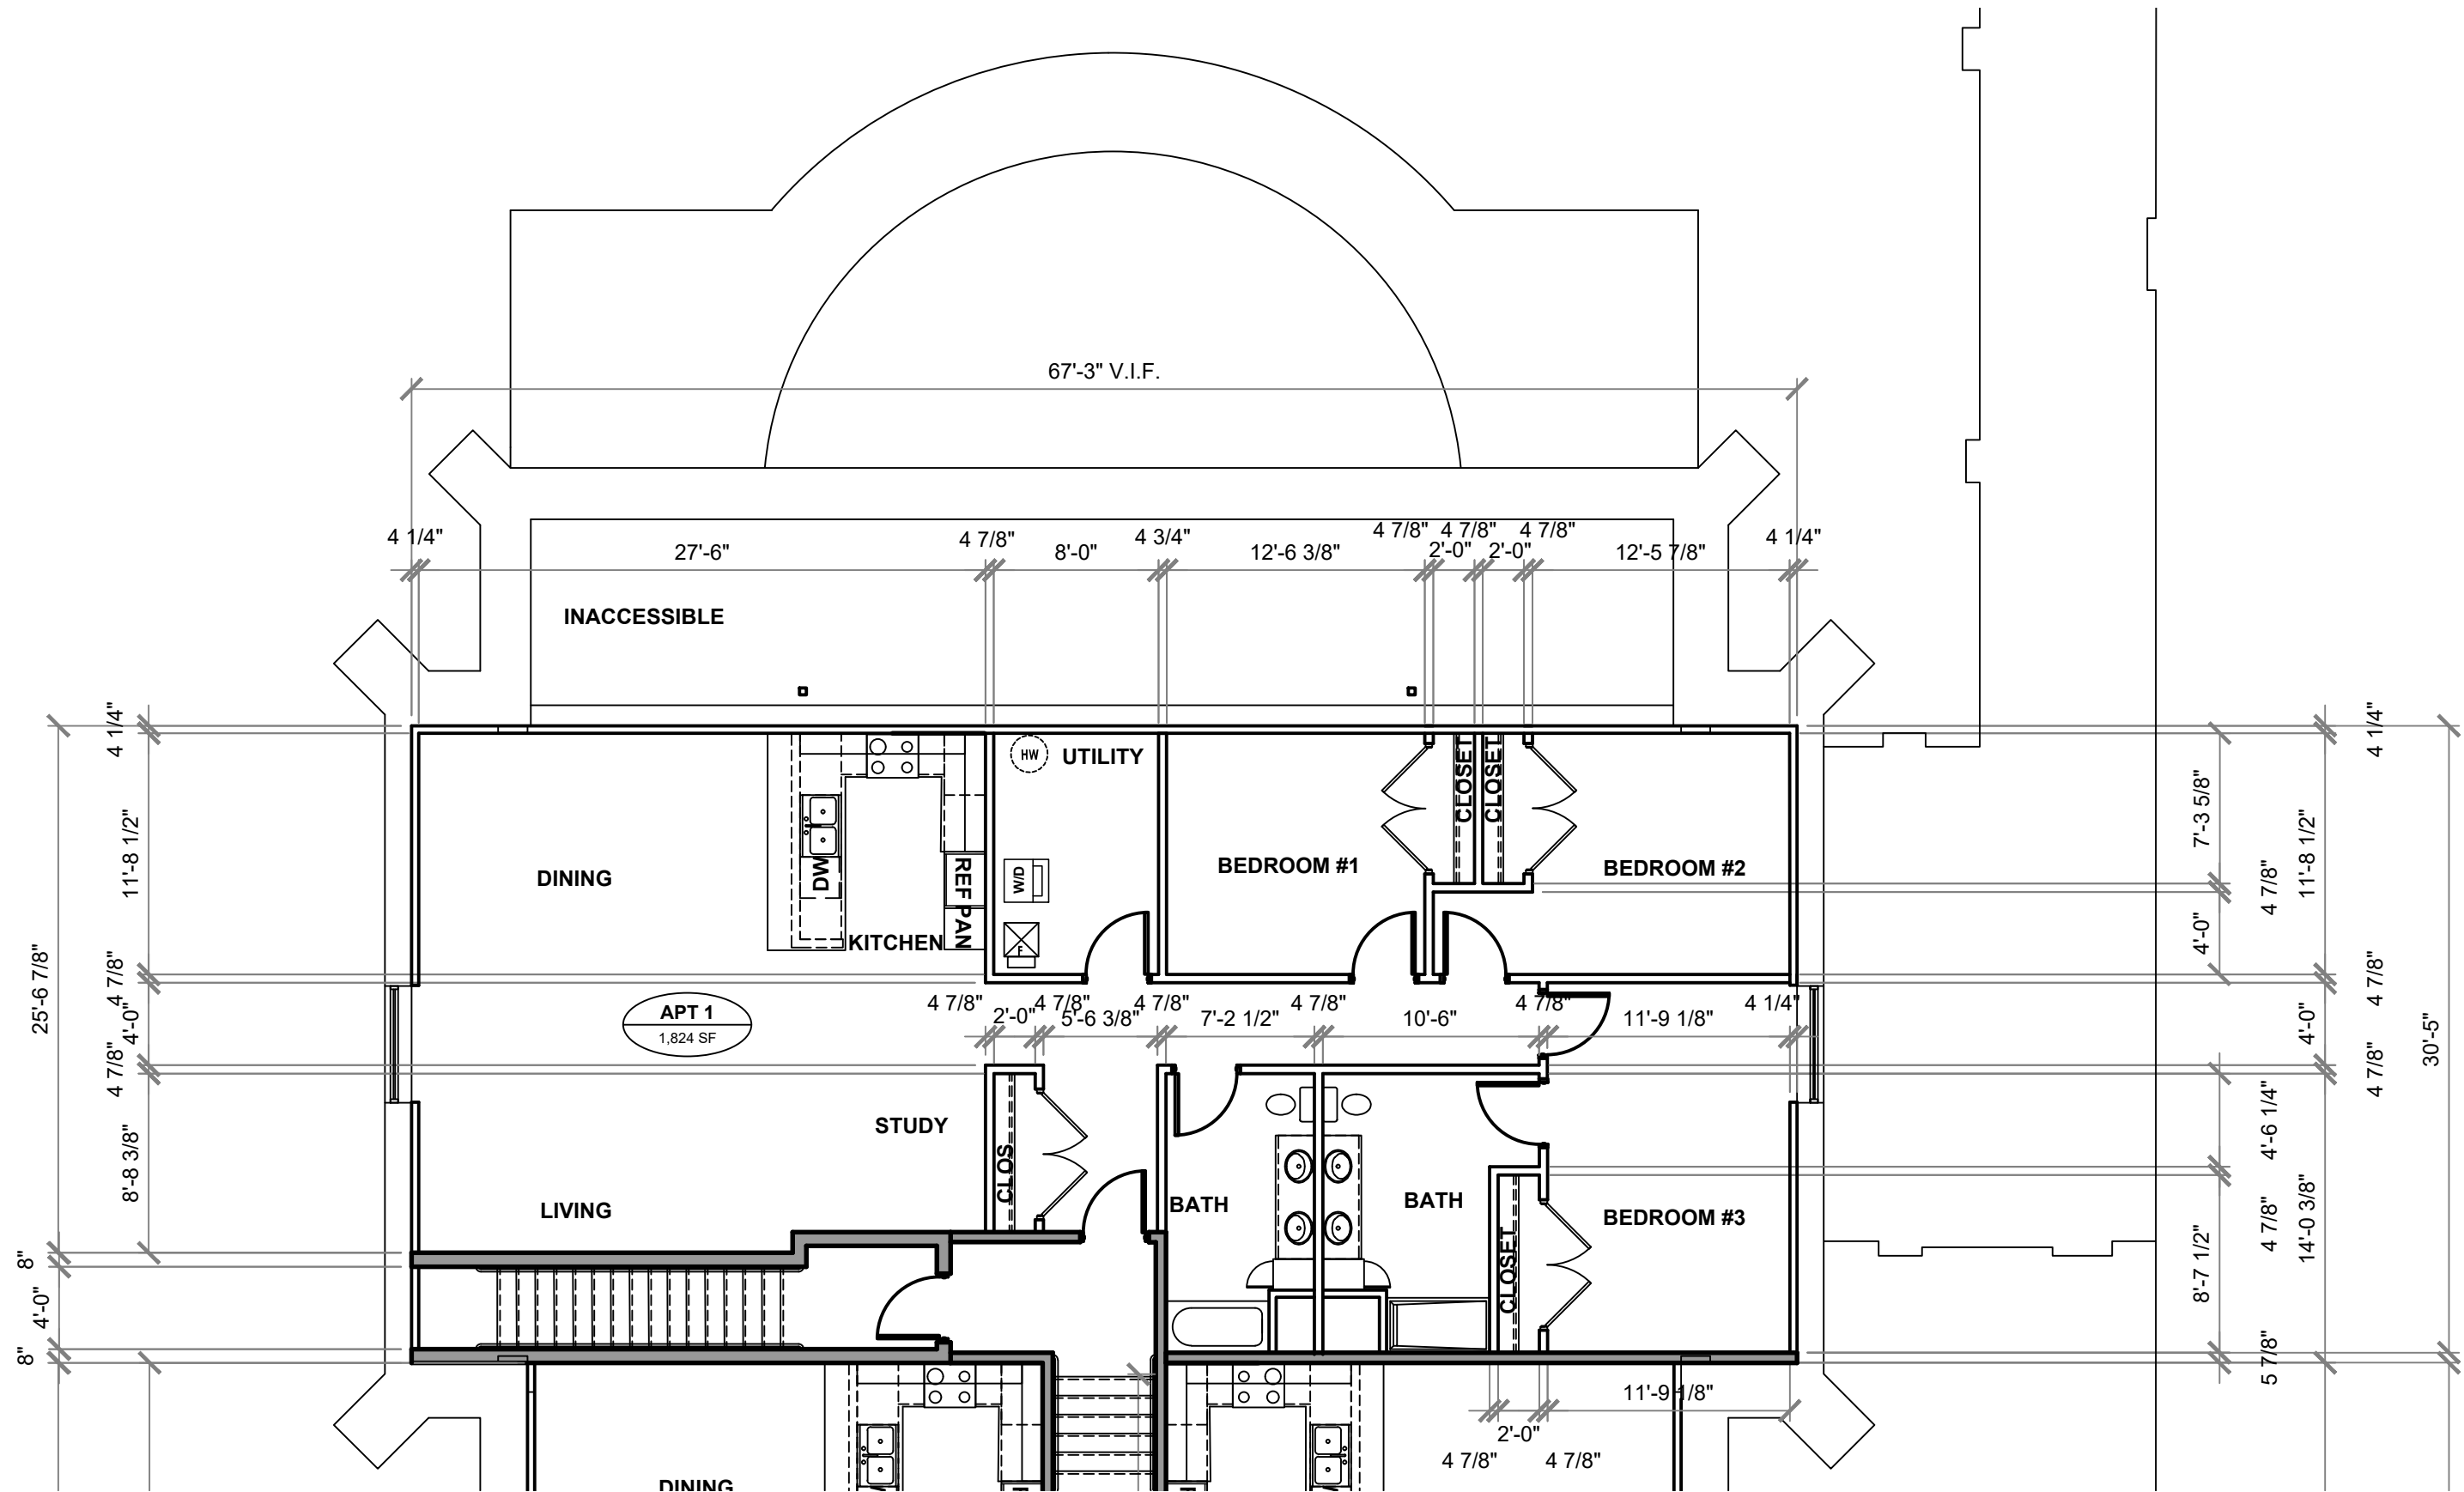 67'-3" V.I.F.
4 1/4"
27'-6"
4 7/8"
8'-0"
4 3/4"
12'-6 3/8"
4 7/8"
2'-0"
4 7/8"
2'-0"
4 7/8"
12'-5 7/8"
4 1/4"
INACCESSIBLE
4 1/4"
11'-8 1/2"
4 7/8"
4'-0"
4 7/8"
8'-8 3/8"
25'-6 7/8"
8"
4'-0"
8"
HW
UTILITY
CLOSET
CLOSET
DINING
DW
REF
PAN
KITCHEN
W/D
F
BEDROOM #1
BEDROOM #2
7'-3 5/8"
4 7/8"
4'-0"
4 1/4"
11'-8 1/2"
4 7/8"
4'-0"
4 7/8"
30'-5"
APT 1
1,824 SF
4 7/8"
2'-0"
4 7/8"
5'-6 3/8"
4 7/8"
7'-2 1/2"
4 7/8"
10'-6"
4 7/8"
11'-9 1/8"
4 1/4"
STUDY
CLOS
LIVING
BATH
BATH
CLOSET
BEDROOM #3
4'-6 1/4"
4 7/8"
8'-7 1/2"
14'-0 3/8"
5 7/8"
11'-9 1/8"
2'-0"
4 7/8"
4 7/8"
DINING